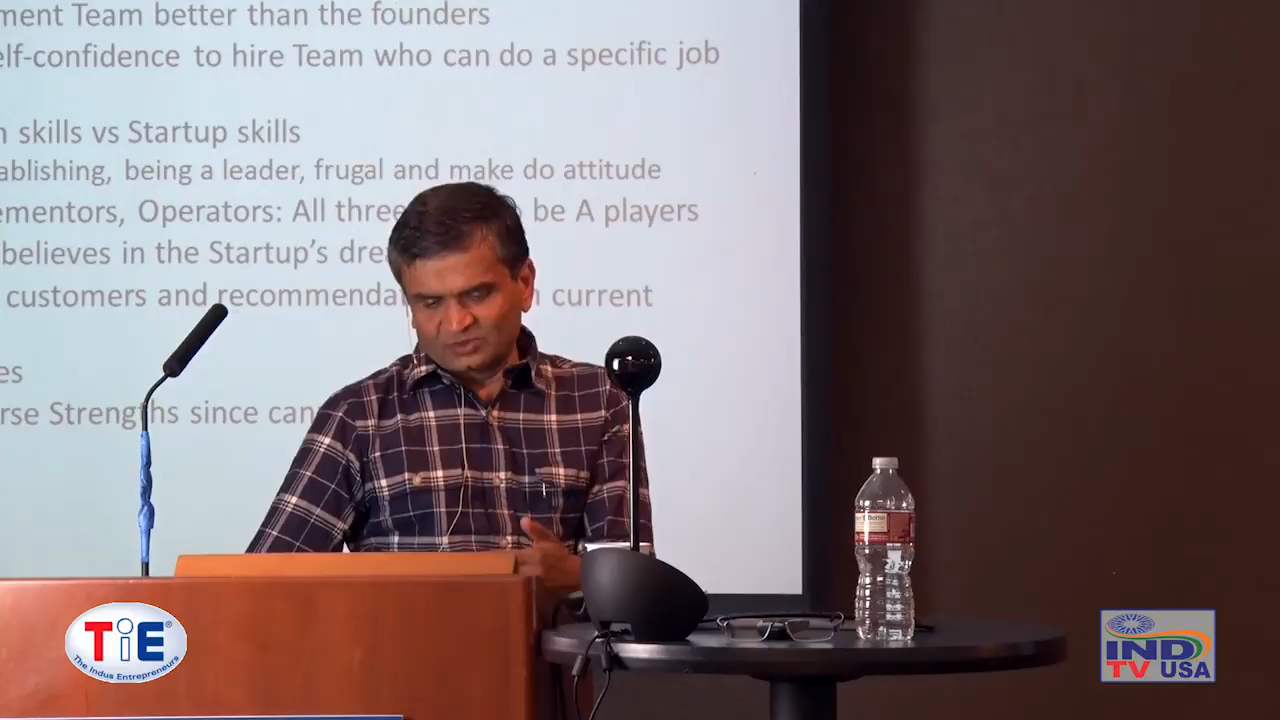 ment Team better than the founders
elf-confidence to hire Team who can do a specific job
n skills vs Startup skills
ablishing, being a leader, frugal and make do attitude
ementors, Operators: All three be A players
believes in the Startup's dre
customers and recommenda n current
es
rse Strengths since can
TiE®
The Indus Entrepreneurs
IND
TV USA